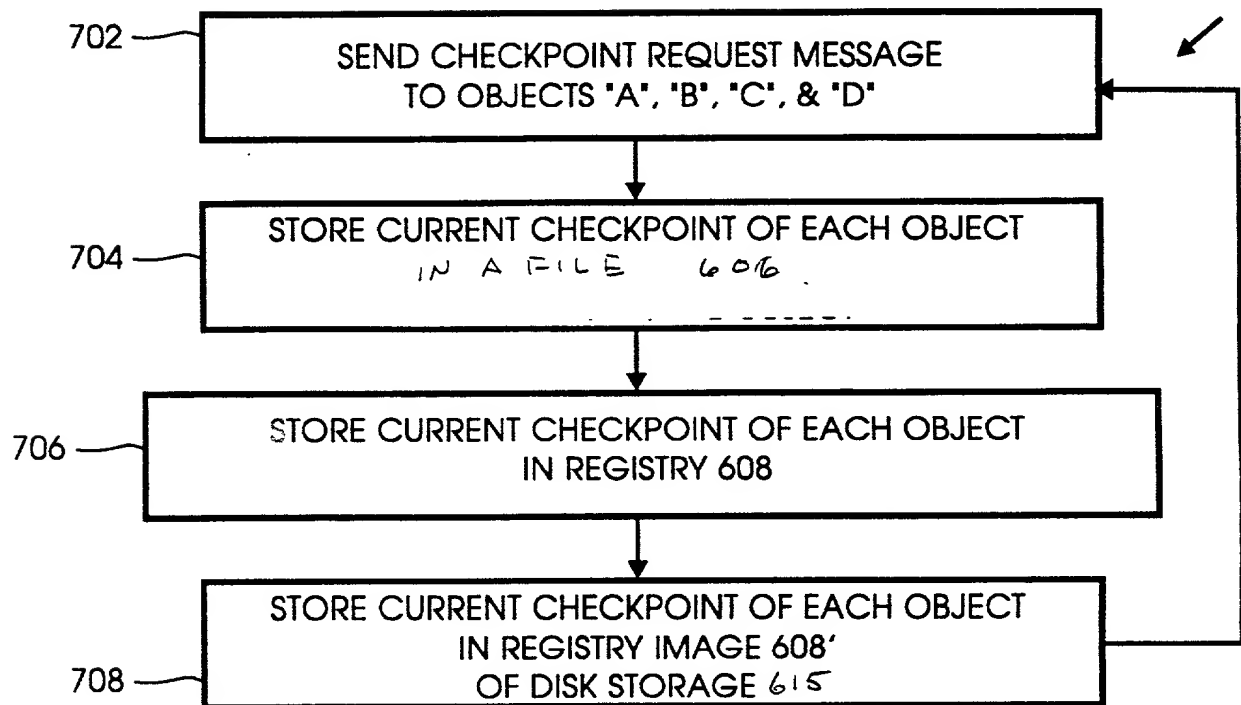 702
SEND CHECKPOINT REQUEST MESSAGE
TO OBJECTS "A", "B", "C", & "D"
704
STORE CURRENT CHECKPOINT OF EACH OBJECT
IN A FILE 606
706
STORE CURRENT CHECKPOINT OF EACH OBJECT
IN REGISTRY 608
708
STORE CURRENT CHECKPOINT OF EACH OBJECT
IN REGISTRY IMAGE 608'
OF DISK STORAGE 615